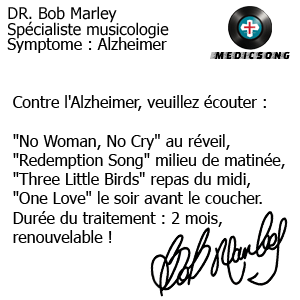 DR. Bob Marley
Spécialiste musicologie
Symptome : Alzheimer
MEDICSONG
Contre l'Alzheimer, veuillez écouter :
"No Woman, No Cry" au réveil,
"Redemption Song" milieu de matinée,
"Three Little Birds" repas du midi,
"One Love" le soir avant le coucher.
Durée du traitement : 2 mois,
renouvelable !
Bob Marley